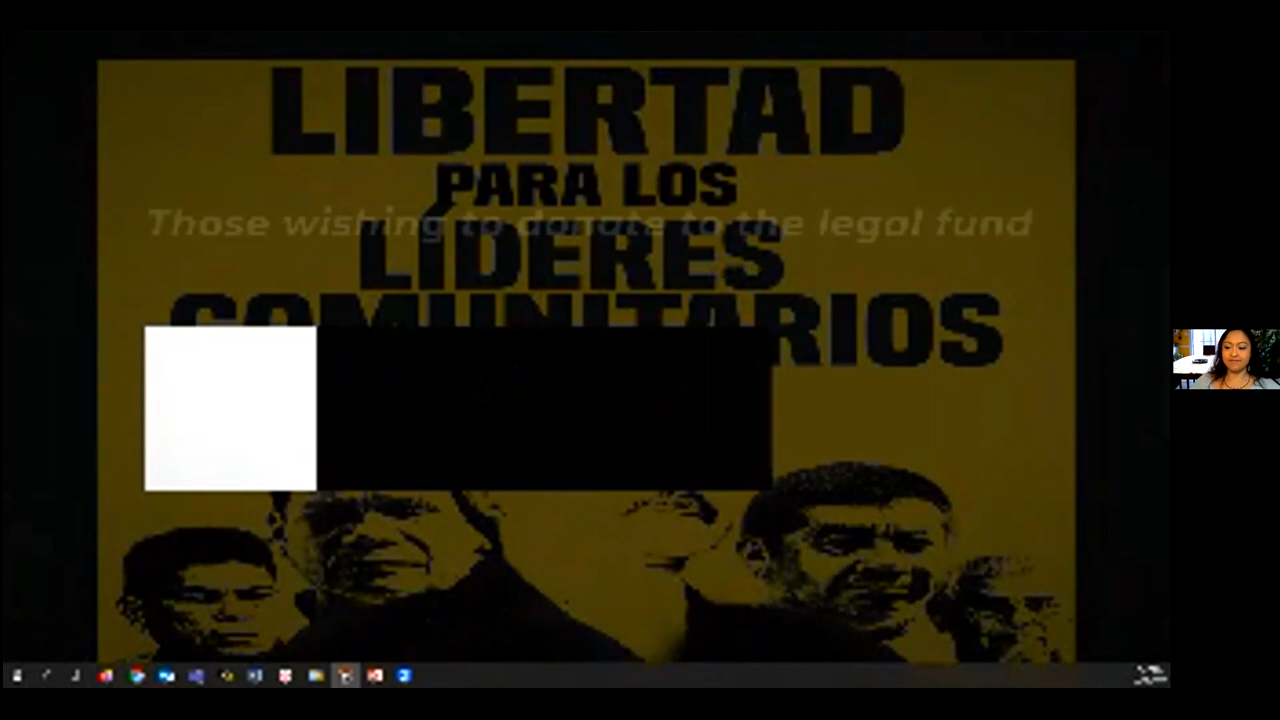 LIBERTAD
PARA LOS
Those wishing to donate to the legal fund
LÍDERES
COMUNITARIOS